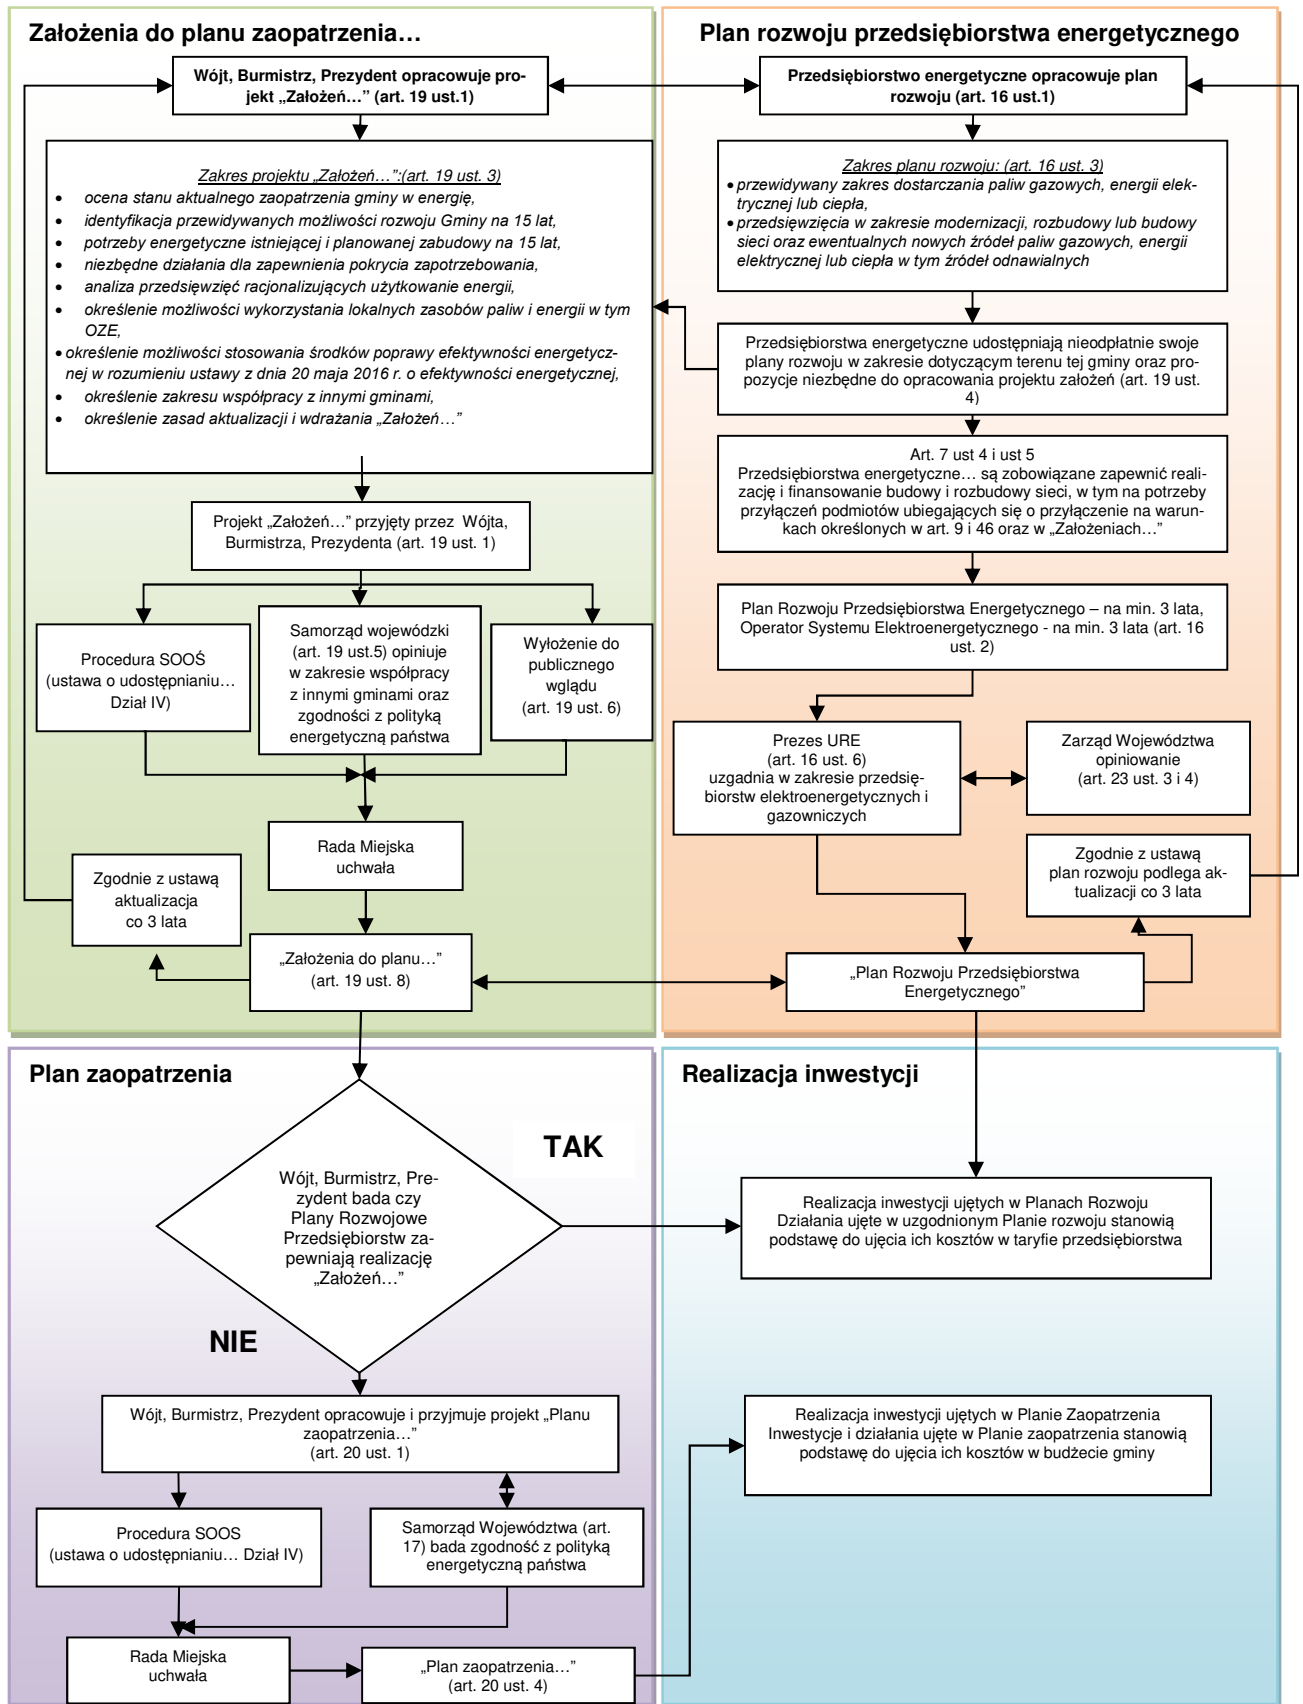 Założenia do planu zaopatrzenia…
Wójt, Burmistrz, Prezydent opracowuje pro-
jekt „Założeń…” (art. 19 ust.1)
Zakres projektu „Założeń…”:(art. 19 ust. 3)
• ocena stanu aktualnego zaopatrzenia gminy w energię,
• identyfikacja przewidywanych możliwości rozwoju Gminy na 15 lat,
• potrzeby energetyczne istniejącej i planowanej zabudowy na 15 lat,
• niezbędne działania dla zapewnienia pokrycia zapotrzebowania,
• analiza przedsięwzięć racjonalizujących użytkowanie energii,
• określenie możliwości wykorzystania lokalnych zasobów paliw i energii w tym
OZE,
• określenie możliwości stosowania środków poprawy efektywności energetycz-
nej w rozumieniu ustawy z dnia 20 maja 2016 r. o efektywności energetycznej,
• określenie zakresu współpracy z innymi gminami,
• określenie zasad aktualizacji i wdrażania „Założeń…”
Projekt „Założeń…” przyjęty przez Wójta,
Burmistrza, Prezydenta (art. 19 ust. 1)
Procedura SOOŚ
(ustawa o udostępnianiu…
Dział IV)
Samorząd wojewódzki
(art. 19 ust.5) opiniuje
w zakresie współpracy
z innymi gminami oraz
zgodności z polityką
energetyczną państwa
Wyłożenie do
publicznego
wglądu
(art. 19 ust. 6)
Rada Miejska
uchwała
Zgodnie z ustawą
aktualizacja
co 3 lata
„Założenia do planu…”
(art. 19 ust. 8)
Plan rozwoju przedsiębiorstwa energetycznego
Przedsiębiorstwo energetyczne opracowuje plan
rozwoju (art. 16 ust.1)
Zakres planu rozwoju: (art. 16 ust. 3)
• przewidywany zakres dostarczania paliw gazowych, energii elek-
trycznej lub ciepła,
• przedsięwzięcia w zakresie modernizacji, rozbudowy lub budowy
sieci oraz ewentualnych nowych źródeł paliw gazowych, energii
elektrycznej lub ciepła w tym źródeł odnawialnych
Przedsiębiorstwa energetyczne udostępniają nieodpłatnie swoje
plany rozwoju w zakresie dotyczącym terenu tej gminy oraz pro-
pozycje niezbędne do opracowania projektu założeń (art. 19 ust.
4)
Art. 7 ust 4 i ust 5
Przedsiębiorstwa energetyczne… są zobowiązane zapewnić reali-
zację i finansowanie budowy i rozbudowy sieci, w tym na potrzeby
przyłączeń podmiotów ubiegających się o przyłączenie na warun-
kach określonych w art. 9 i 46 oraz w „Założeniach…”
Plan Rozwoju Przedsiębiorstwa Energetycznego – na min. 3 lata,
Operator Systemu Elektroenergetycznego - na min. 3 lata (art. 16
ust. 2)
Prezes URE
(art. 16 ust. 6)
uzgadnia w zakresie przedsię-
biorstw elektroenergetycznych i
gazowniczych
Zarząd Województwa
opiniowanie
(art. 23 ust. 3 i 4)
Zgodnie z ustawą
plan rozwoju podlega ak-
tualizacji co 3 lata
„Plan Rozwoju Przedsiębiorstwa
Energetycznego”
Plan zaopatrzenia
TAK
Wójt, Burmistrz, Pre-
zydent bada czy
Plany Rozwojowe
Przedsiębiorstw za-
pewniają realizację
„Założeń…”
NIE
Wójt, Burmistrz, Prezydent opracowuje i przyjmuje projekt „Planu
zaopatrzenia…”
(art. 20 ust. 1)
Procedura SOOS
(ustawa o udostępnianiu… Dział IV)
Samorząd Województwa (art.
17) bada zgodność z polityką
energetyczną państwa
Rada Miejska
uchwała
„Plan zaopatrzenia…”
(art. 20 ust. 4)
Realizacja inwestycji
Realizacja inwestycji ujętych w Planach Rozwoju
Działania ujęte w uzgodnionym Planie rozwoju stanowią
podstawę do ujęcia ich kosztów w taryfie przedsiębiorstwa
Realizacja inwestycji ujętych w Planie Zaopatrzenia
Inwestycje i działania ujęte w Planie zaopatrzenia stanowią
podstawę do ujęcia ich kosztów w budżecie gminy